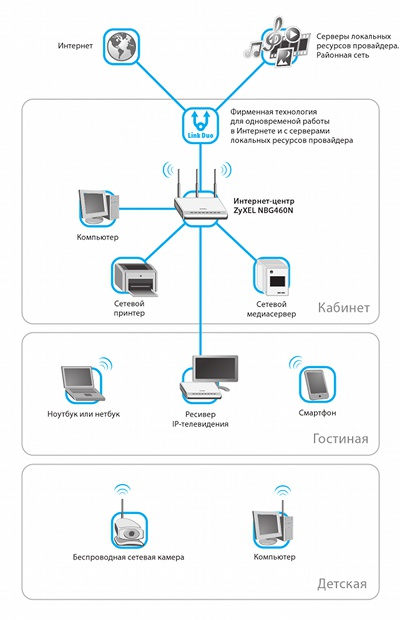 Интернет
Серверы локальных
ресурсов провайдера.
Районная сеть
Link Duo
Фирменная технология
для одновременной работы
в Интернете и с серверами
локальных ресурсов провайдера
Интернет-центр
ZyXEL NBG460N
Компьютер
Сетевой
принтер
Сетевой
медиасервер
Кабинет
Ноутбук или нетбук
Ресивер
IP-телевидения
Смартфон
Гостиная
Беспроводная сетевая камера
Компьютер
Детская